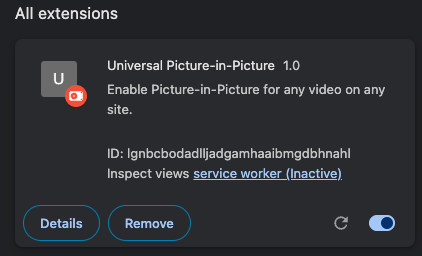 All extensions
U
Universal Picture-in-Picture 1.0
Enable Picture-in-Picture for any video on any
site.
ID: lgnbcbodadlljadgamhaaibmgdbhnahl
Inspect views service worker (Inactive)
Details
Remove